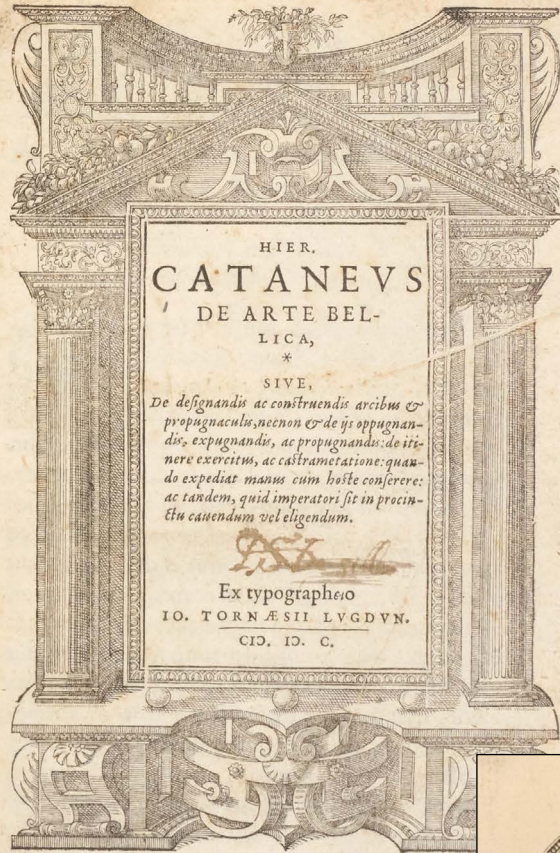 HIER.
CATANEVS
DE ARTE BEL-
LICA,
*
SIVE,
De designandis ac construendis arcibus &
propugnaculis, necnon & de ijs oppugnan-
dis, expugnandis, ac propugnandis: de iti-
nere exercitus, ac castrametatione: quan-
do expediat manus cum hoste conserere:
ac tandem, quid imperatori sit in procin-
ctu cauendum vel eligendum.
Ex typographeio
IO. TORNÆSII LVGDVN.
CIↃ. IↃ. C.